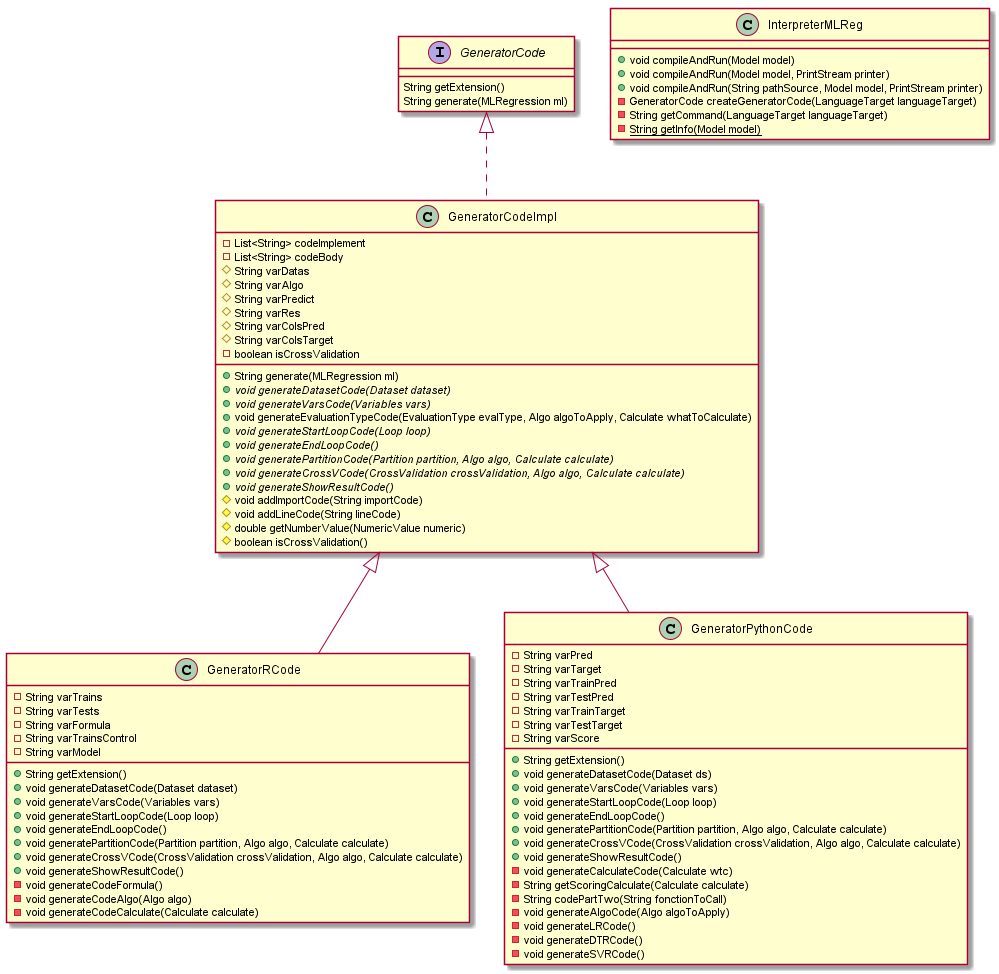 I GeneratorCode
String getExtension()
String generate(MLRegression ml)
C InterpreterMLReg
void compileAndRun(Model model)
void compileAndRun(Model model, PrintStream printer)
void compileAndRun(String pathSource, Model model, PrintStream printer)
GeneratorCode createGeneratorCode(LanguageTarget languageTarget)
String getCommand(LanguageTarget languageTarget)
String getInfo(Model model)
C GeneratorCodeImpl
List<String> codeImplement
List<String> codeBody
String varDatas
String varAlgo
String varPredict
String varRes
String varColsPred
String varColsTarget
boolean isCrossValidation
String generate(MLRegression ml)
void generateDatasetCode(Dataset dataset)
void generateVarsCode(Variables vars)
void generateEvaluationTypeCode(EvaluationType evalType, Algo algoToApply, Calculate whatToCalculate)
void generateStartLoopCode(Loop loop)
void generateEndLoopCode()
void generatePartitionCode(Partition partition, Algo algo, Calculate calculate)
void generateCrossVCode(CrossValidation crossValidation, Algo algo, Calculate calculate)
void generateShowResultCode()
void addImportCode(String importCode)
void addLineCode(String lineCode)
double getNumberValue(NumericValue numeric)
boolean isCrossValidation()
C GeneratorRCode
String varTrains
String varTests
String varFormula
String varTrainsControl
String varModel
String getExtension()
void generateDatasetCode(Dataset dataset)
void generateVarsCode(Variables vars)
void generateStartLoopCode(Loop loop)
void generateEndLoopCode()
void generatePartitionCode(Partition partition, Algo algo, Calculate calculate)
void generateCrossVCode(CrossValidation crossValidation, Algo algo, Calculate calculate)
void generateShowResultCode()
void generateCodeFormula()
void generateCodeAlgo(Algo algo)
void generateCodeCalculate(Calculate calculate)
C GeneratorPythonCode
String varPred
String varTarget
String varTrainPred
String varTestPred
String varTrainTarget
String varTestTarget
String varScore
String getExtension()
void generateDatasetCode(Dataset ds)
void generateVarsCode(Variables vars)
void generateStartLoopCode(Loop loop)
void generateEndLoopCode()
void generatePartitionCode(Partition partition, Algo algo, Calculate calculate)
void generateCrossVCode(CrossValidation crossValidation, Algo algo, Calculate calculate)
void generateShowResultCode()
void generateCalculateCode(Calculate wtc)
String getScoringCalculate(Calculate calculate)
String codePartTwo(String fonctionToCall)
void generateAlgoCode(Algo algoToApply)
void generateLRCode()
void generateDTRCode()
void generateSVRCode()